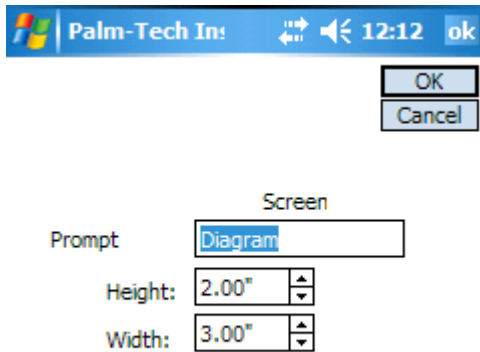 Palm-Tech Ins 12:12 ok
OK
Cancel
Screen
Prompt Diagram
Height: 2.00"
Width: 3.00"